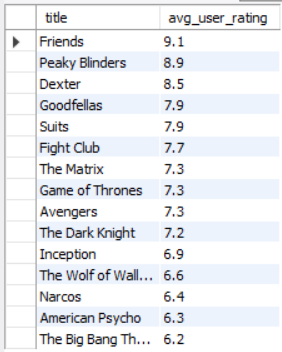 title avg_user_rating
Friends 9.1
Peaky Blinders 8.9
Dexter 8.5
Goodfellas 7.9
Suits 7.9
Fight Club 7.7
The Matrix 7.3
Game of Thrones 7.3
Avengers 7.3
The Dark Knight 7.2
Inception 6.9
The Wolf of Wall... 6.6
Narcos 6.4
American Psycho 6.3
The Big Bang Th... 6.2